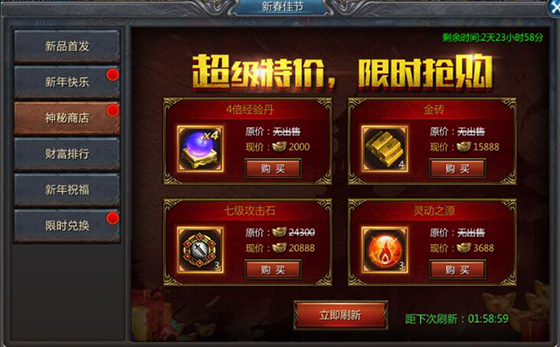 新春佳节
剩余时间:2天23小时58分
新品首发
新年快乐
神秘商店
财富排行
新年祝福
限时兑换
超级特价，限时抢购
4倍经验丹
×4
原价：无出售
现价：2000
购买
金砖
4
原价：无出售
现价：15888
购买
七级攻击石
3
原价：24300
现价：20888
购买
灵动之源
3
原价：无出售
现价：3688
购买
立即刷新
距下次刷新：01:58:59